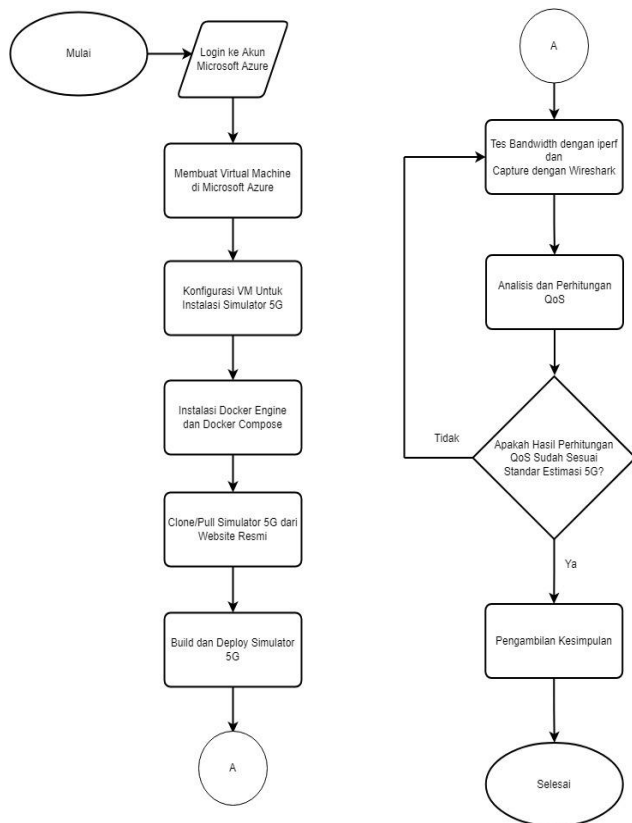 Mulai
Login ke Akun
Microsoft Azure
Membuat Virtual Machine
di Microsoft Azure
Konfigurasi VM Untuk
Instalasi Simulator 5G
Instalasi Docker Engine
dan Docker Compose
Clone/Pull Simulator 5G dari
Website Resmi
Build dan Deploy Simulator
5G
A
A
Tes Bandwidth dengan iperf
dan
Capture dengan Wireshark
Analisis dan Perhitungan
QoS
Apakah Hasil Perhitungan
QoS Sudah Sesuai
Standar Estimasi 5G?
Tidak
Ya
Pengambilan Kesimpulan
Selesai